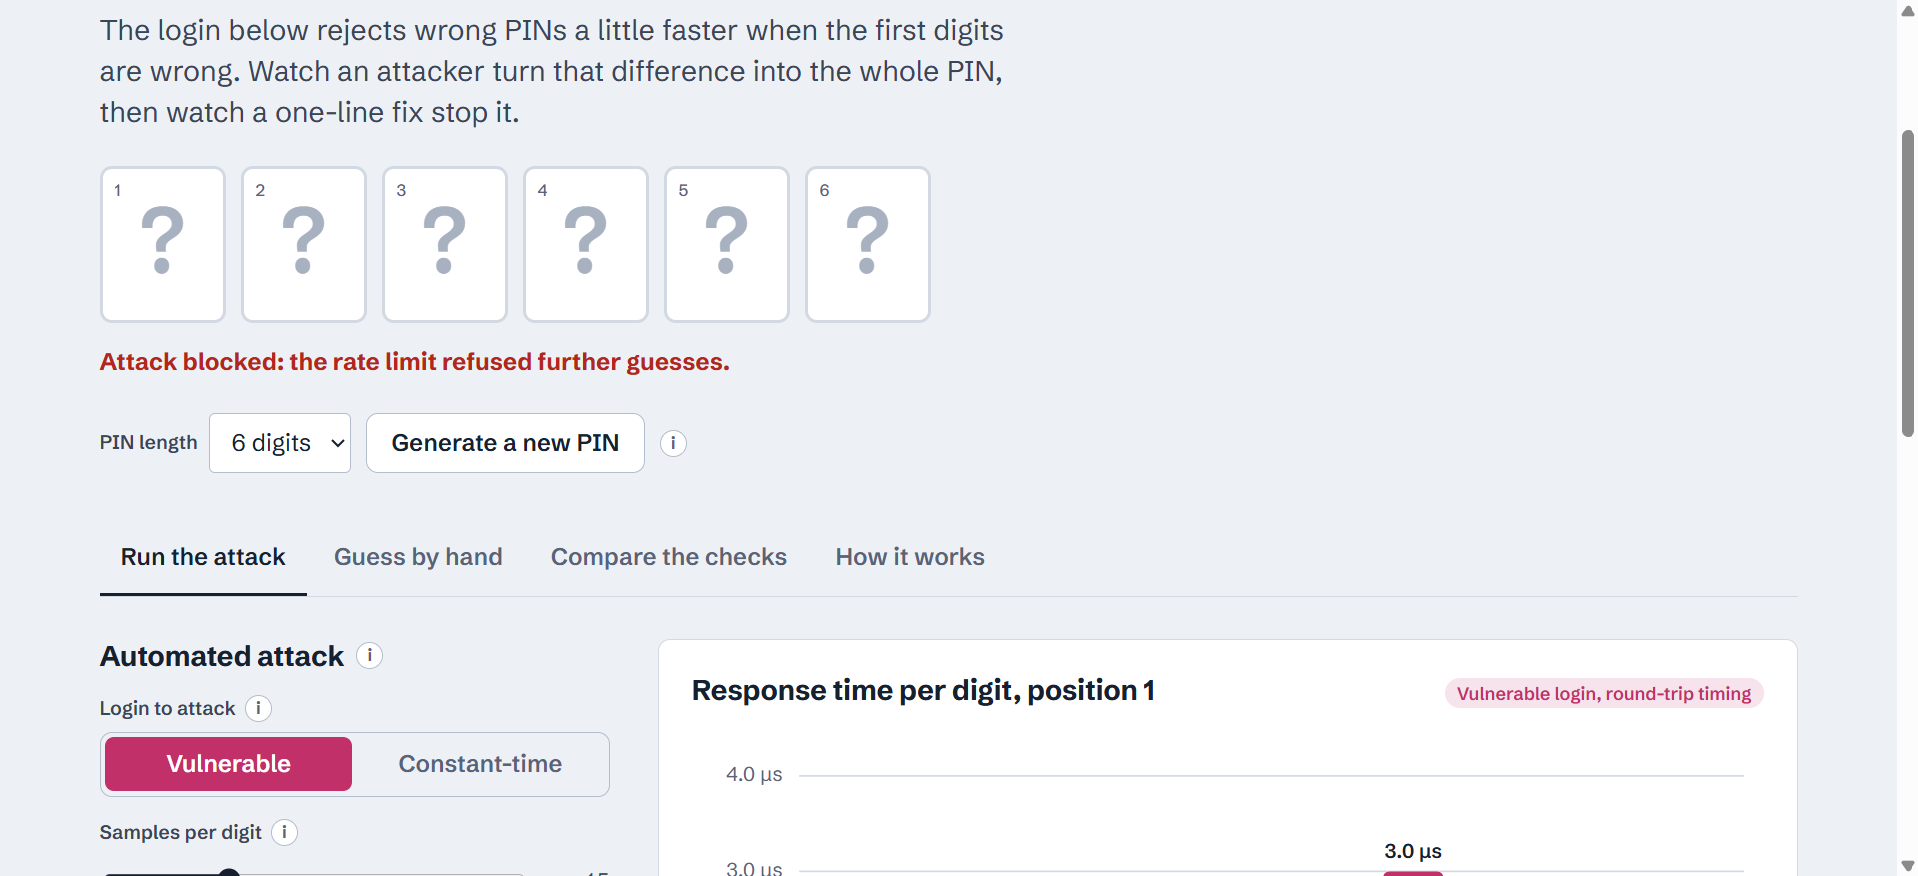 The login below rejects wrong PINs a little faster when the first digits
are wrong. Watch an attacker turn that difference into the whole PIN,
then watch a one-line fix stop it.
1 2 3 4 5 6
? ? ? ? ? ?
Attack blocked: the rate limit refused further guesses.
PIN length 6 digits Generate a new PIN i
Run the attack Guess by hand Compare the checks How it works
Automated attack i
Response time per digit, position 1 Vulnerable login, round-trip timing
Login to attack i
Vulnerable Constant-time
4.0 µs
Samples per digit i
3.0 µs
3.0 µs